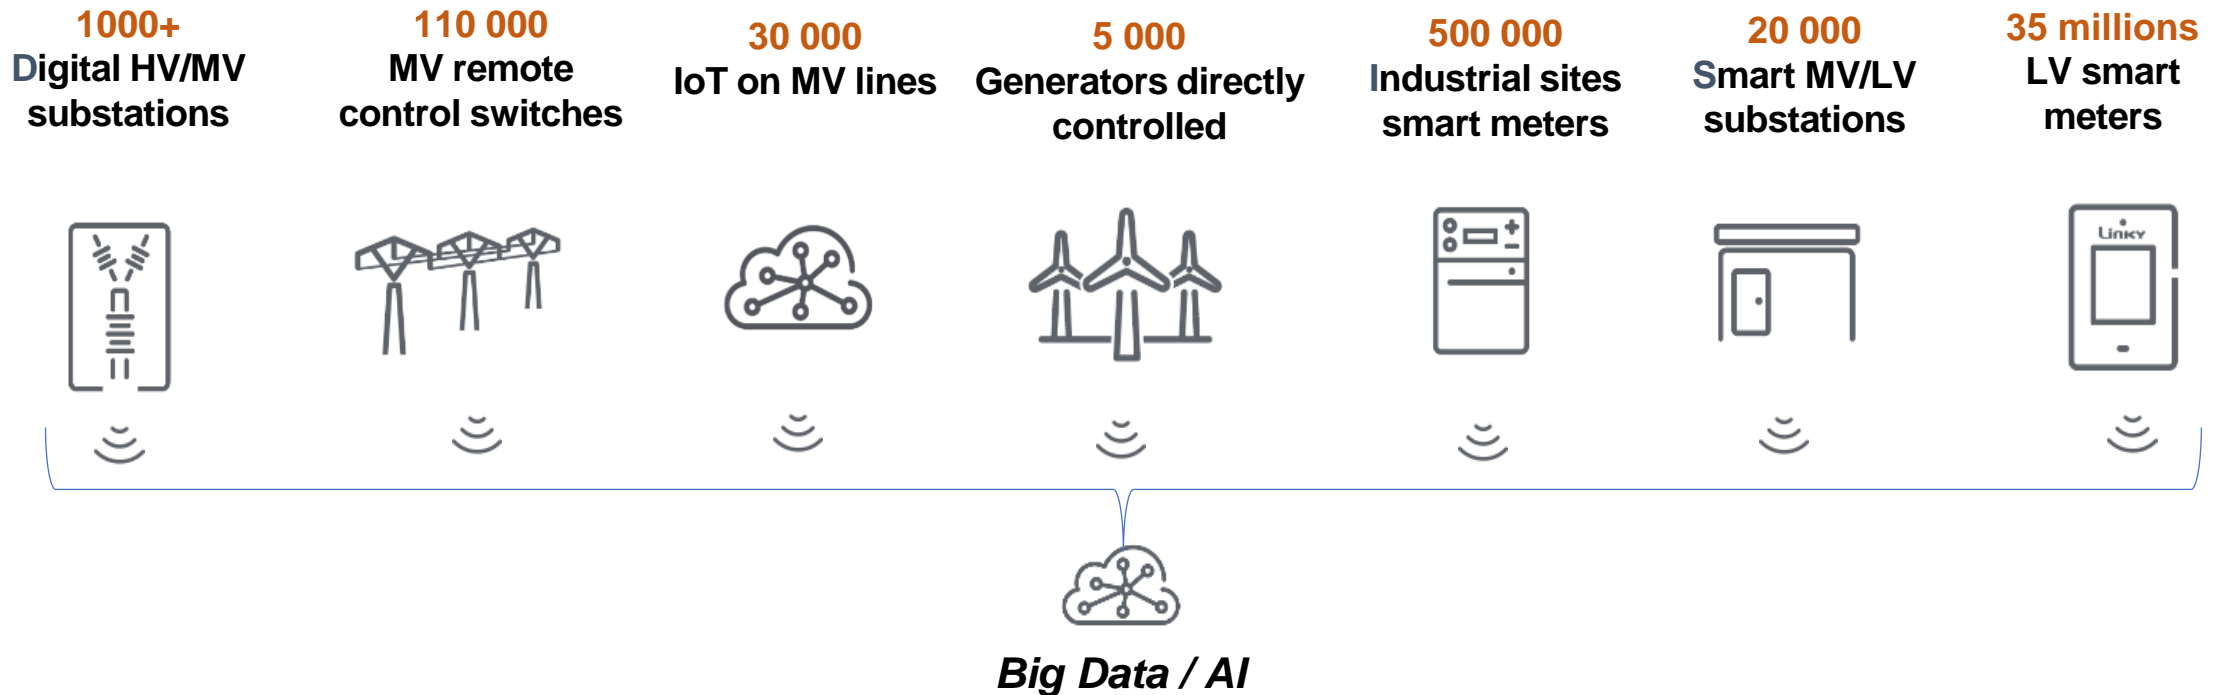 1000+
Digital HV/MV
substations
110 000
MV remote
control switches
30 000
IoT on MV lines
5 000
Generators directly
controlled
500 000
Industrial sites
smart meters
20 000
Smart MV/LV
substations
35 millions
LV smart
meters
Linky
Big Data / AI